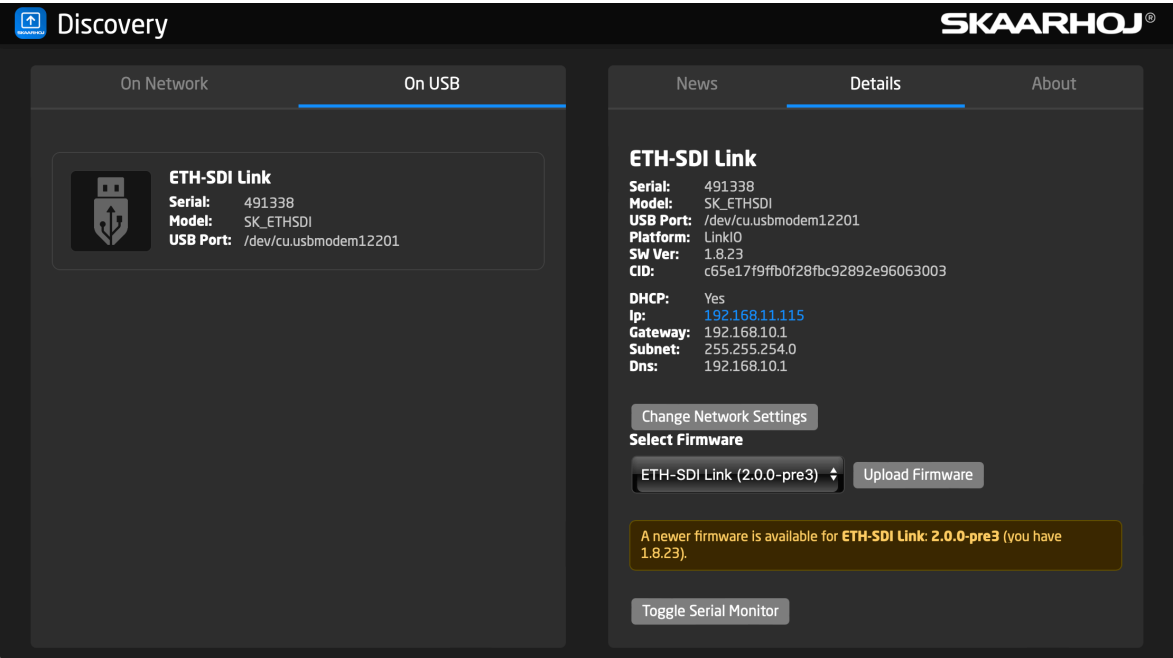 Discovery
SKAARHOJ®
On Network
On USB
ETH-SDI Link
Serial: 491338
Model: SK_ETHSDI
USB Port: /dev/cu.usbmodem12201
News
Details
About
ETH-SDI Link
Serial: 491338
Model: SK_ETHSDI
USB Port: /dev/cu.usbmodem12201
Platform: LinkIO
SW Ver: 1.8.23
CID: c65e17f9ffb0f28fbc92892e96063003
DHCP: Yes
Ip: 192.168.11.115
Gateway: 192.168.10.1
Subnet: 255.255.254.0
Dns: 192.168.10.1
Change Network Settings
Select Firmware
ETH-SDI Link (2.0.0-pre3)
Upload Firmware
A newer firmware is available for ETH-SDI Link: 2.0.0-pre3 (you have
1.8.23).
Toggle Serial Monitor